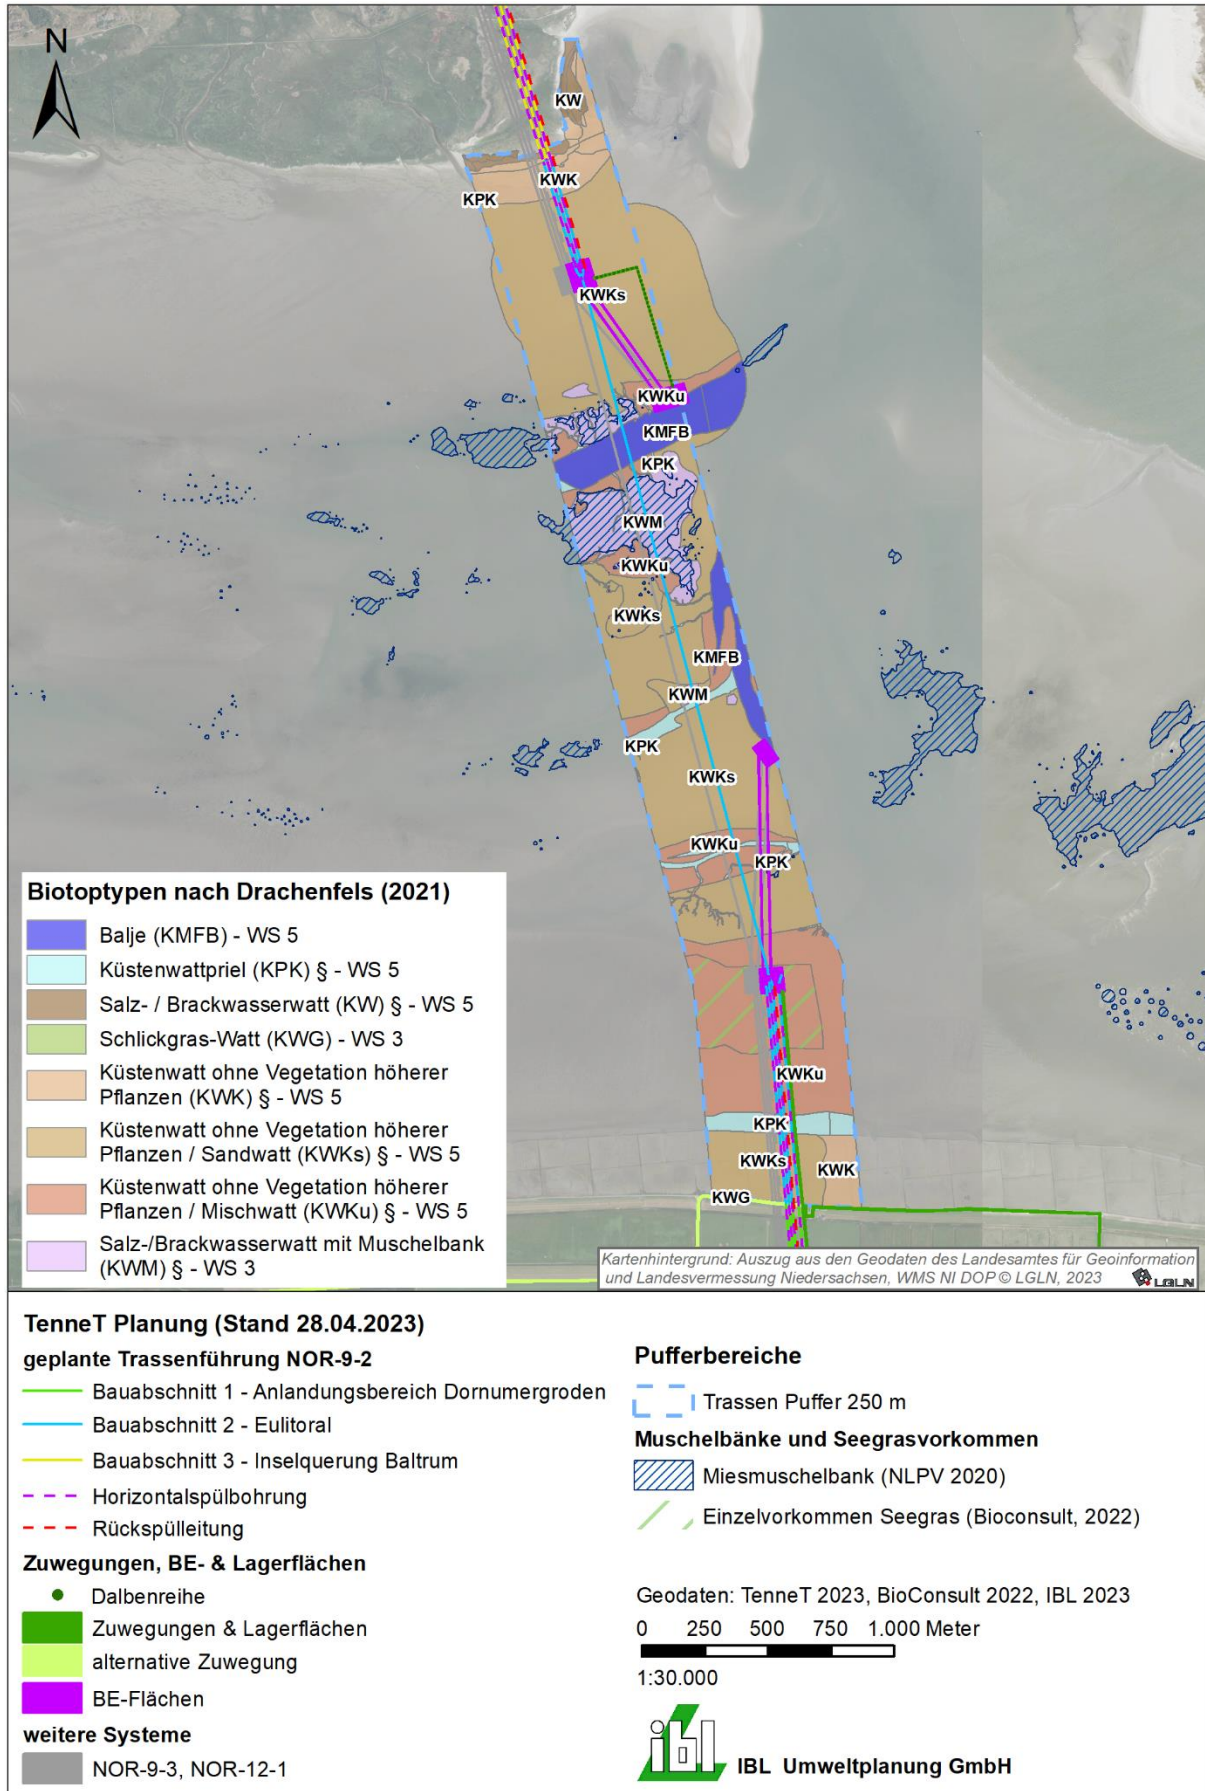 N
KW
KWK
KPK
KWKs
KWKu
KMFB
KPK
KWM
KWKu
KWKs
KMFB
KWM
KPK
KWKs
KWKu
KPK
KWKu
KPK
KWKs
KWK
KWG
Biotoptypen nach Drachenfels (2021)
Balje (KMFB) - WS 5
Küstenwattpriel (KPK) § - WS 5
Salz- / Brackwasserwatt (KW) § - WS 5
Schlickgras-Watt (KWG) - WS 3
Küstenwatt ohne Vegetation höherer
Pflanzen (KWK) § - WS 5
Küstenwatt ohne Vegetation höherer
Pflanzen / Sandwatt (KWKs) § - WS 5
Küstenwatt ohne Vegetation höherer
Pflanzen / Mischwatt (KWKu) § - WS 5
Salz-/Brackwasserwatt mit Muschelbank
(KWM) § - WS 3
Kartenhintergrund: Auszug aus den Geodaten des Landesamtes für Geoinformation
und Landesvermessung Niedersachsen, WMS NI DOP © LGLN, 2023
LGLN
TenneT Planung (Stand 28.04.2023)
geplante Trassenführung NOR-9-2
Bauabschnitt 1 - Anlandungsbereich Dornumergroden
Bauabschnitt 2 - Eulitoral
Bauabschnitt 3 - Inselquerung Baltrum
Horizontalspülbohrung
Rückspülleitung
Zuwegungen, BE- & Lagerflächen
Dalbenreihe
Zuwegungen & Lagerflächen
alternative Zuwegung
BE-Flächen
weitere Systeme
NOR-9-3, NOR-12-1
Pufferbereiche
Trassen Puffer 250 m
Muschelbänke und Seegrasvorkommen
Miesmuschelbank (NLPV 2020)
Einzelvorkommen Seegras (Bioconsult, 2022)
Geodaten: TenneT 2023, BioConsult 2022, IBL 2023
0 250 500 750 1.000 Meter
1:30.000
ibl IBL Umweltplanung GmbH